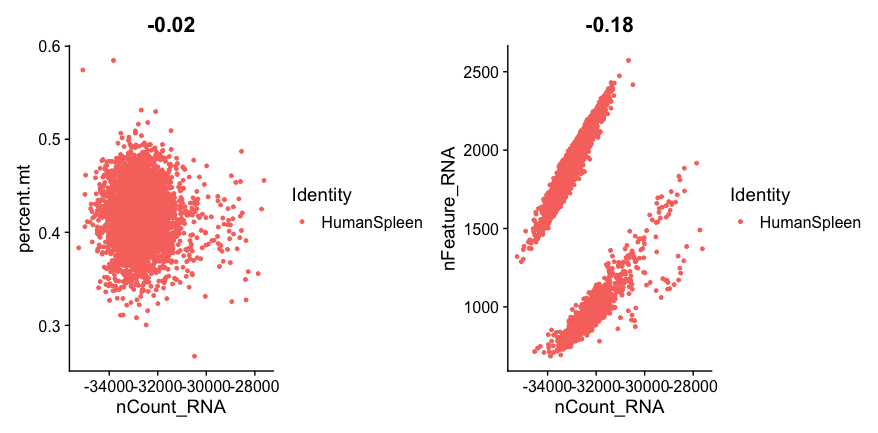 -0.02
percent.mt
0.6
0.5
0.4
0.3
-34000-32000-30000-28000
nCount_RNA
Identity
HumanSpleen
-0.18
nFeature_RNA
2500
2000
1500
1000
-34000-32000-30000-28000
nCount_RNA
Identity
HumanSpleen